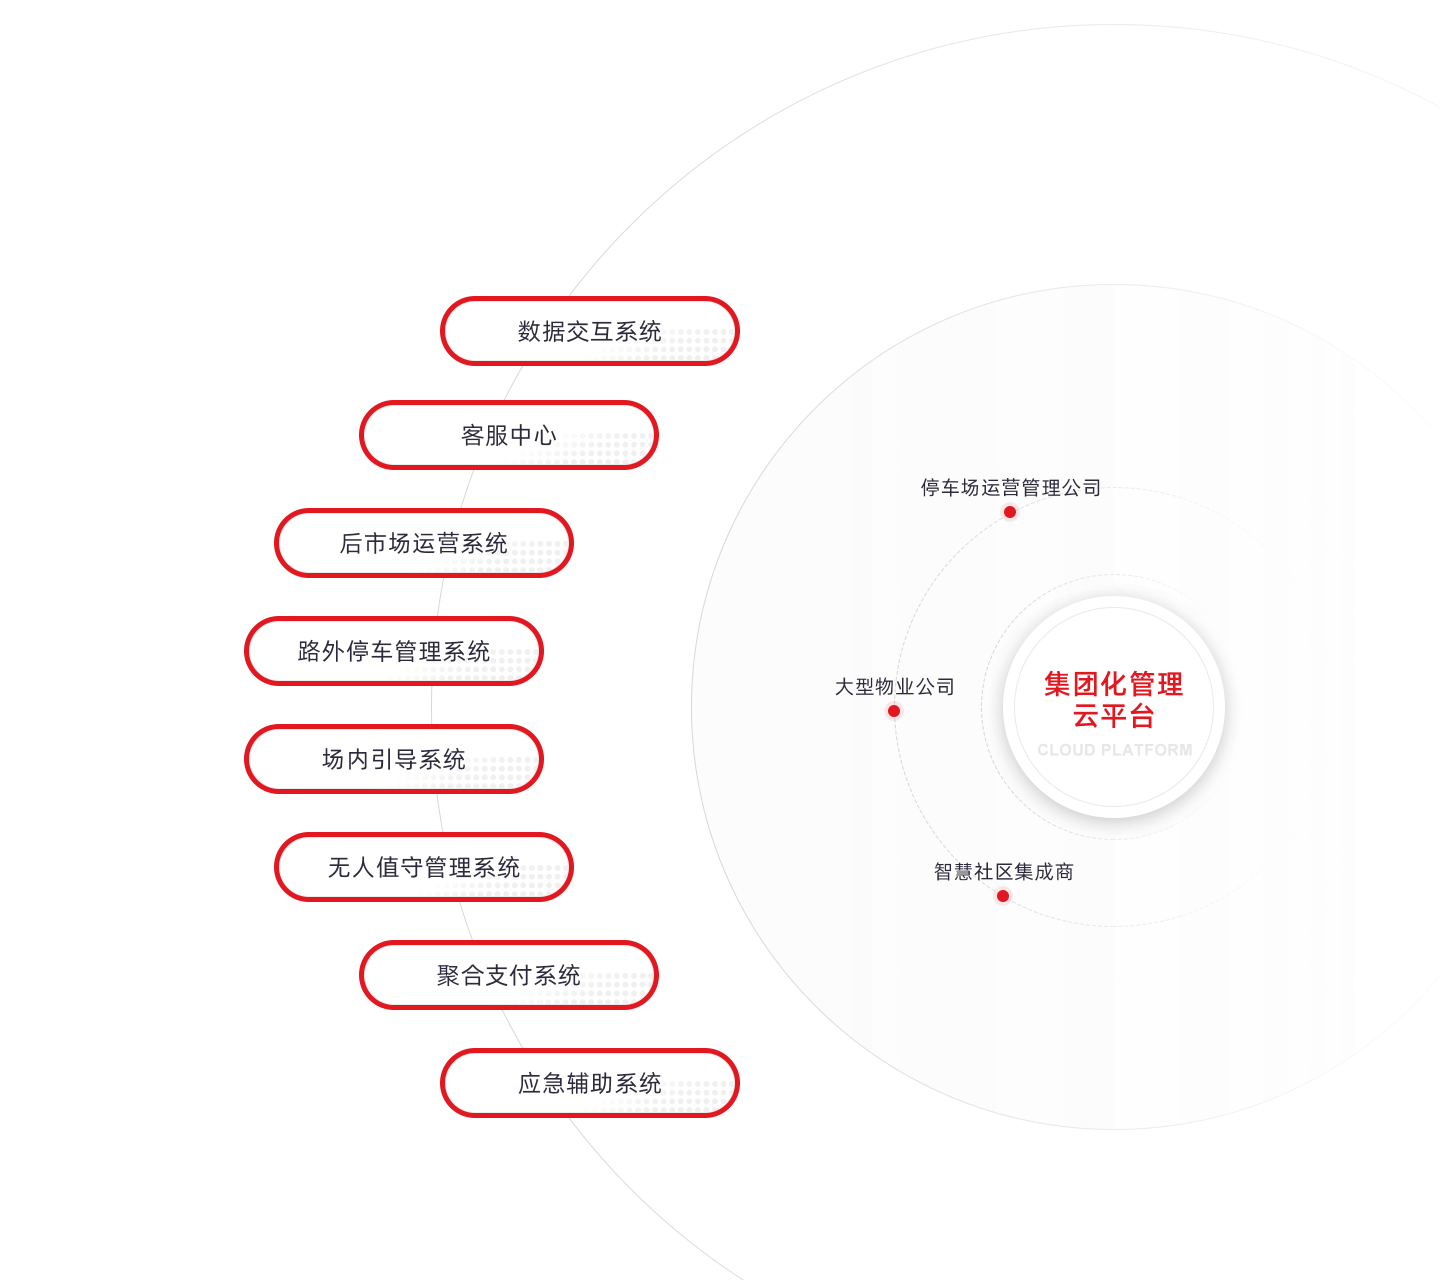 数据交互系统
客服中心
后市场运营系统
路外停车管理系统
场内引导系统
无人值守管理系统
聚合支付系统
应急辅助系统
停车场运营管理公司
大型物业公司
智慧社区集成商
集团化管理
云平台
CLOUD PLATFORM